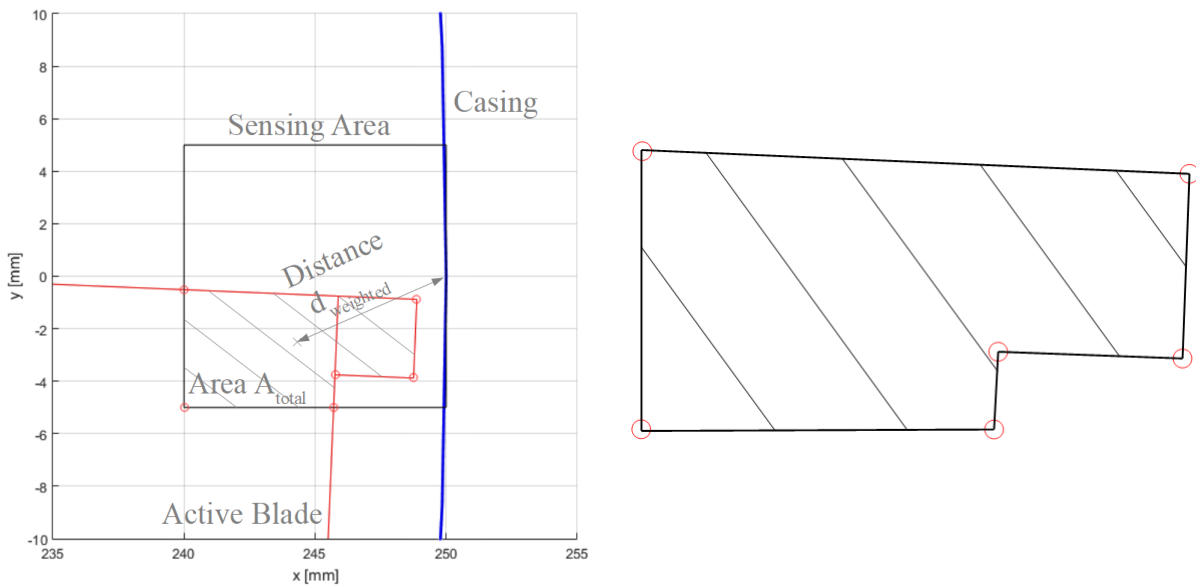 10
8
6
4
2
0
-2
-4
-6
-8
-10
y [mm]
Casing
Sensing Area
Distance
d weighted
Area A total
Active Blade
235
240
245
250
255
x [mm]